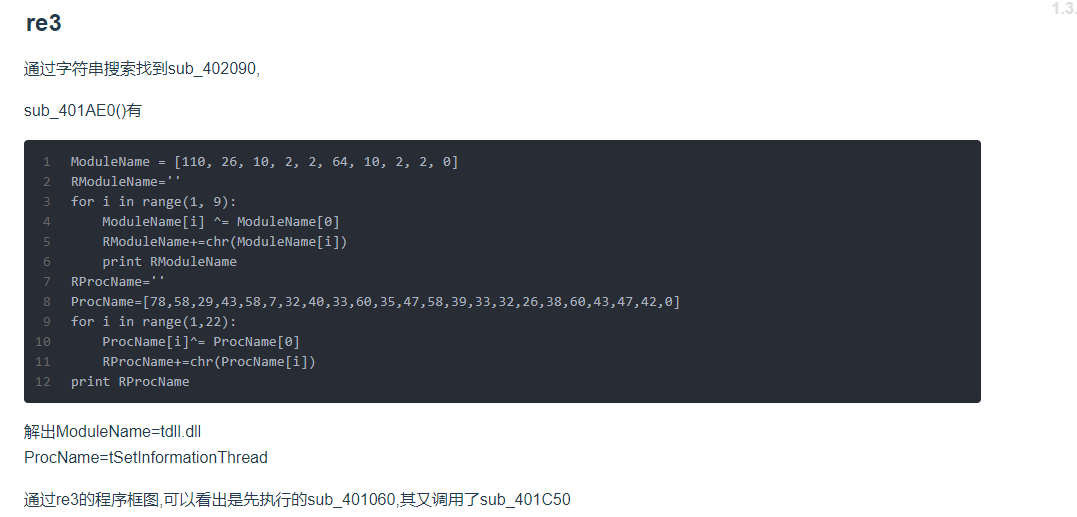 1.3.
re3
通过字符串搜索找到sub_402090,
sub_401AE0()有
1 ModuleName = [110, 26, 10, 2, 2, 64, 10, 2, 2, 0]
2 RModuleName=''
3 for i in range(1, 9):
4     ModuleName[i] ^= ModuleName[0]
5     RModuleName+=chr(ModuleName[i])
6     print RModuleName
7 RProcName=''
8 ProcName=[78,58,29,43,58,7,32,40,33,60,35,47,58,39,33,32,26,38,60,43,47,42,0]
9 for i in range(1,22):
10     ProcName[i]^= ProcName[0]
11     RProcName+=chr(ProcName[i])
12 print RProcName
解出ModuleName=tdll.dll
ProcName=tSetInformationThread
通过re3的程序框图,可以看出是先执行的sub_401060,其又调用了sub_401C50